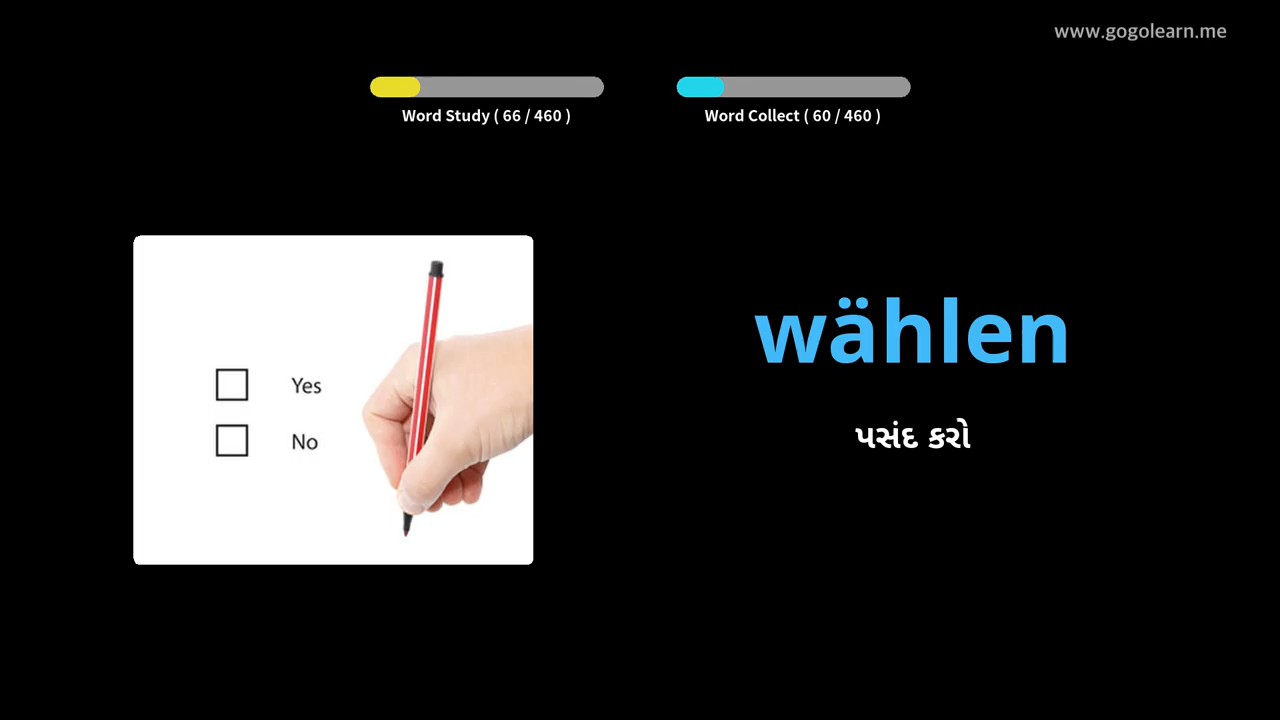 www.gogolearn.me
Word Study ( 66 / 460 )
Word Collect ( 60 / 460 )
Yes
No
wählen
પસંદ કરો